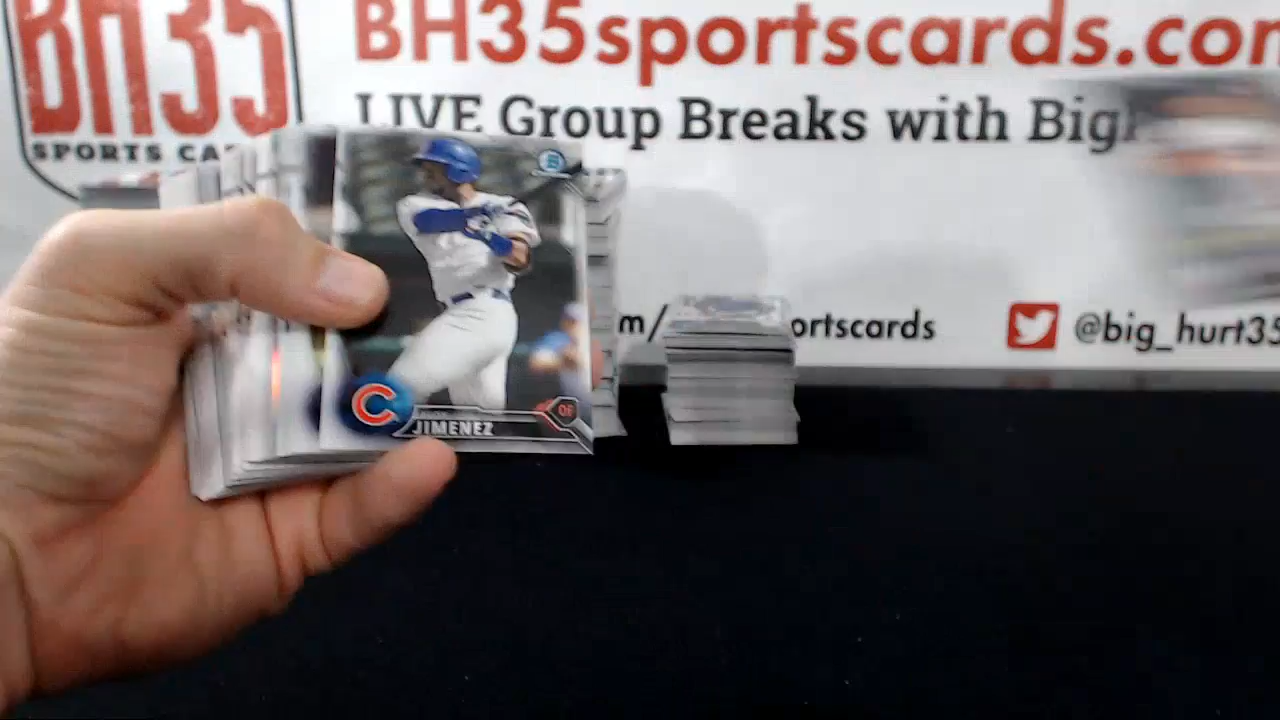 BH35
SPORTS CA
BH35sportscards.com
LIVE Group Breaks with Big
m/
ortscards
@big_hurt35
C
OF
JIMENEZ